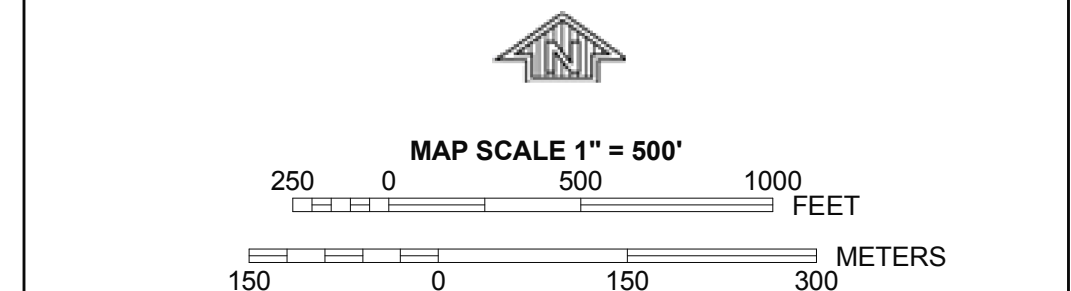 N
MAP SCALE 1" = 500'
250 0 500 1000
FEET
METERS
150 0 150 300